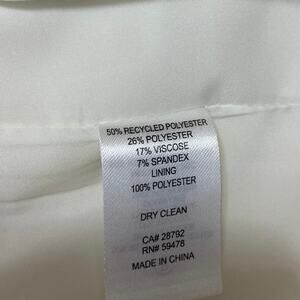 50% RECYCLED POLYESTER
26% POLYESTER
17% VISCOSE
7% SPANDEX
LINING
100% POLYESTER
DRY CLEAN
CA# 28792
RN# 59478
MADE IN CHINA